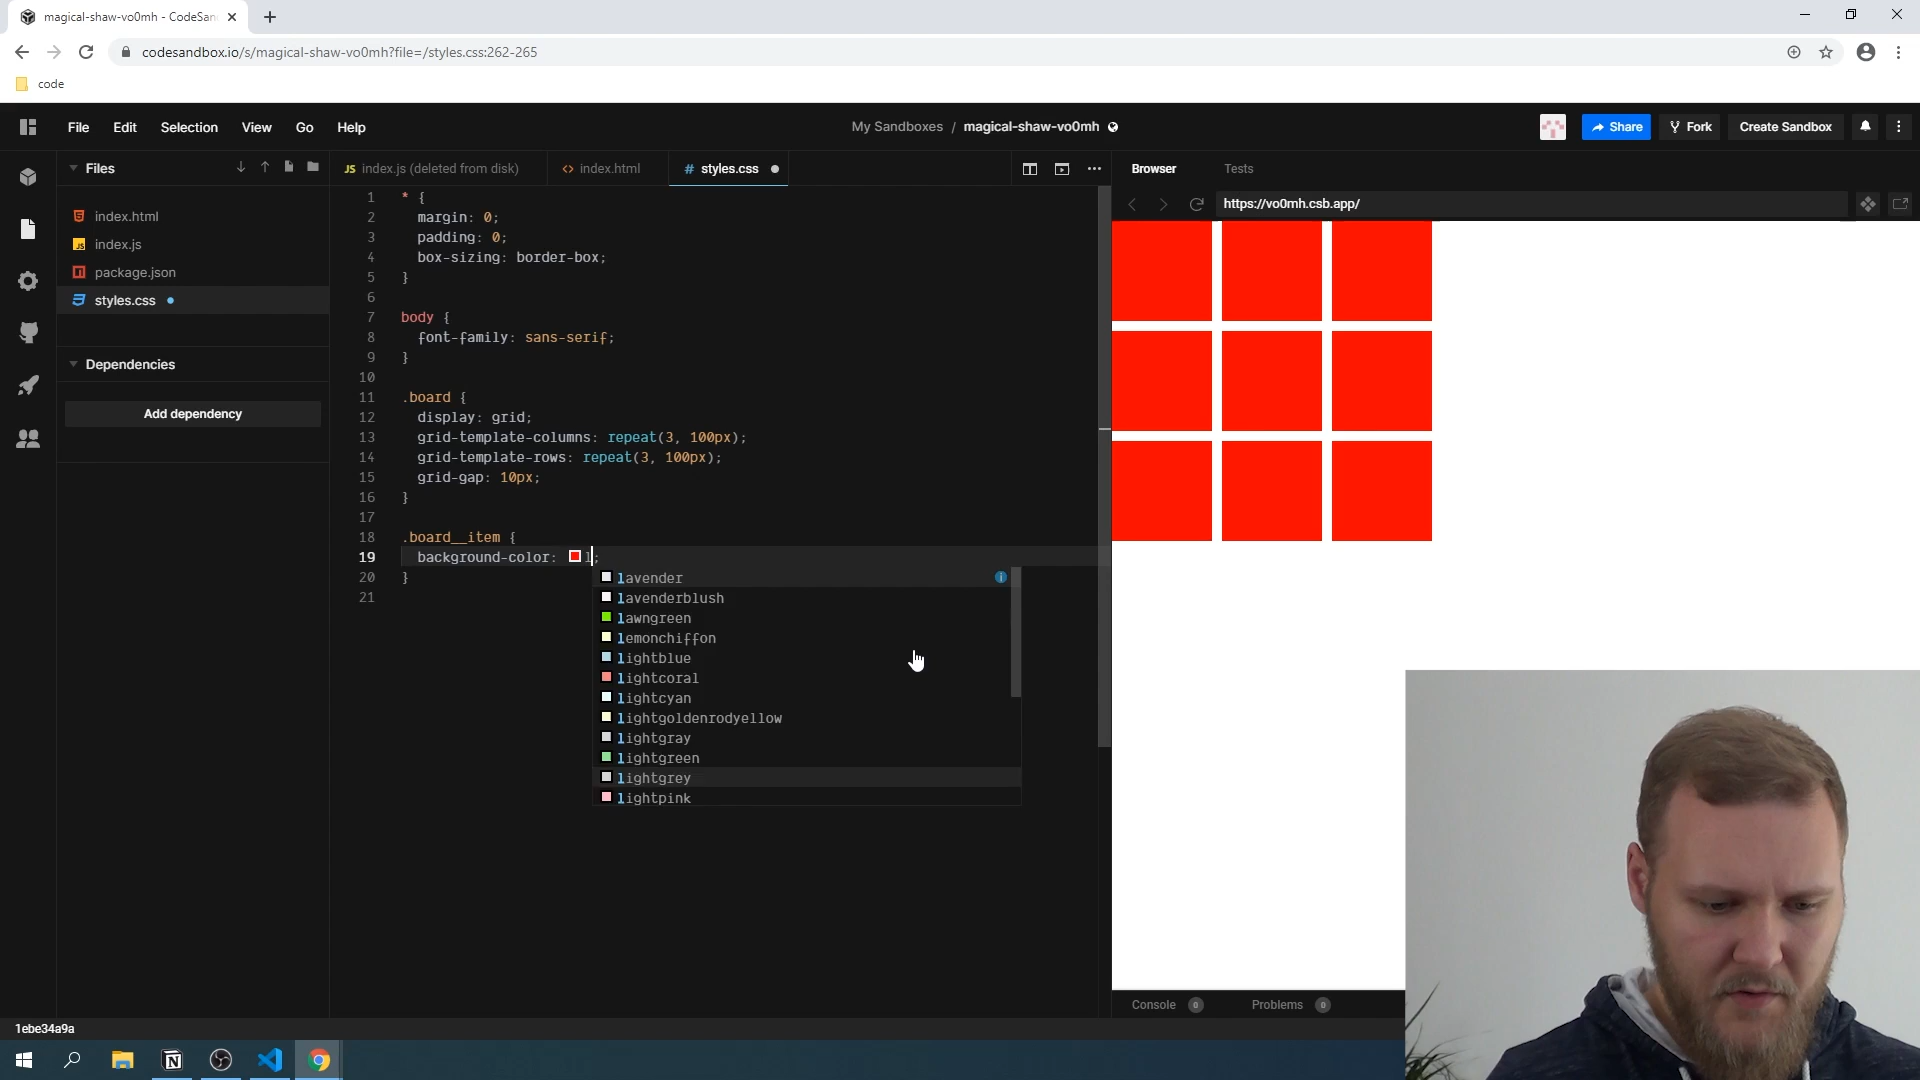 magical-shaw-vo0mh - CodeSan
codesandbox.io/s/magical-shaw-vo0mh?file=/styles.css:262-265
code
File Edit Selection View Go Help
My Sandboxes / magical-shaw-vo0mh
Share Fork Create Sandbox
Files
index.html
index.js
package.json
styles.css
Dependencies
Add dependency
JS index.js (deleted from disk) <> index.html # styles.css
1 * {
2 margin: 0;
3 padding: 0;
4 box-sizing: border-box;
5 }
6
7 body {
8 font-family: sans-serif;
9 }
10
11 .board {
12 display: grid;
13 grid-template-columns: repeat(3, 100px);
14 grid-template-rows: repeat(3, 100px);
15 grid-gap: 10px;
16 }
17
18 .board__item {
19 background-color: l;
20 }
21
lavender
lavenderblush
lawngreen
lemonchiffon
lightblue
lightcoral
lightcyan
lightgoldenrodyellow
lightgray
lightgreen
lightgrey
lightpink
Browser Tests
https://vo0mh.csb.app/
Console 0 Problems 0
1ebe34a9a